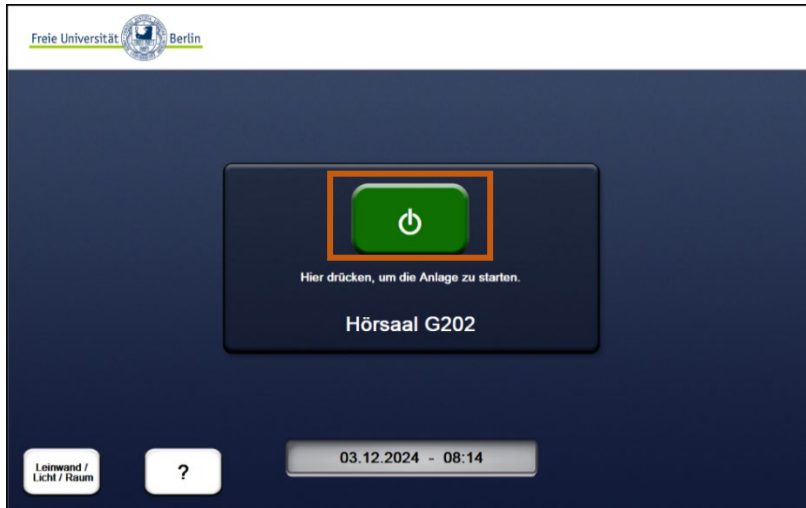 Freie Universität Berlin
Hier drücken, um die Anlage zu starten.
Hörsaal G202
Leinwand /
Licht / Raum
?
03.12.2024 - 08:14